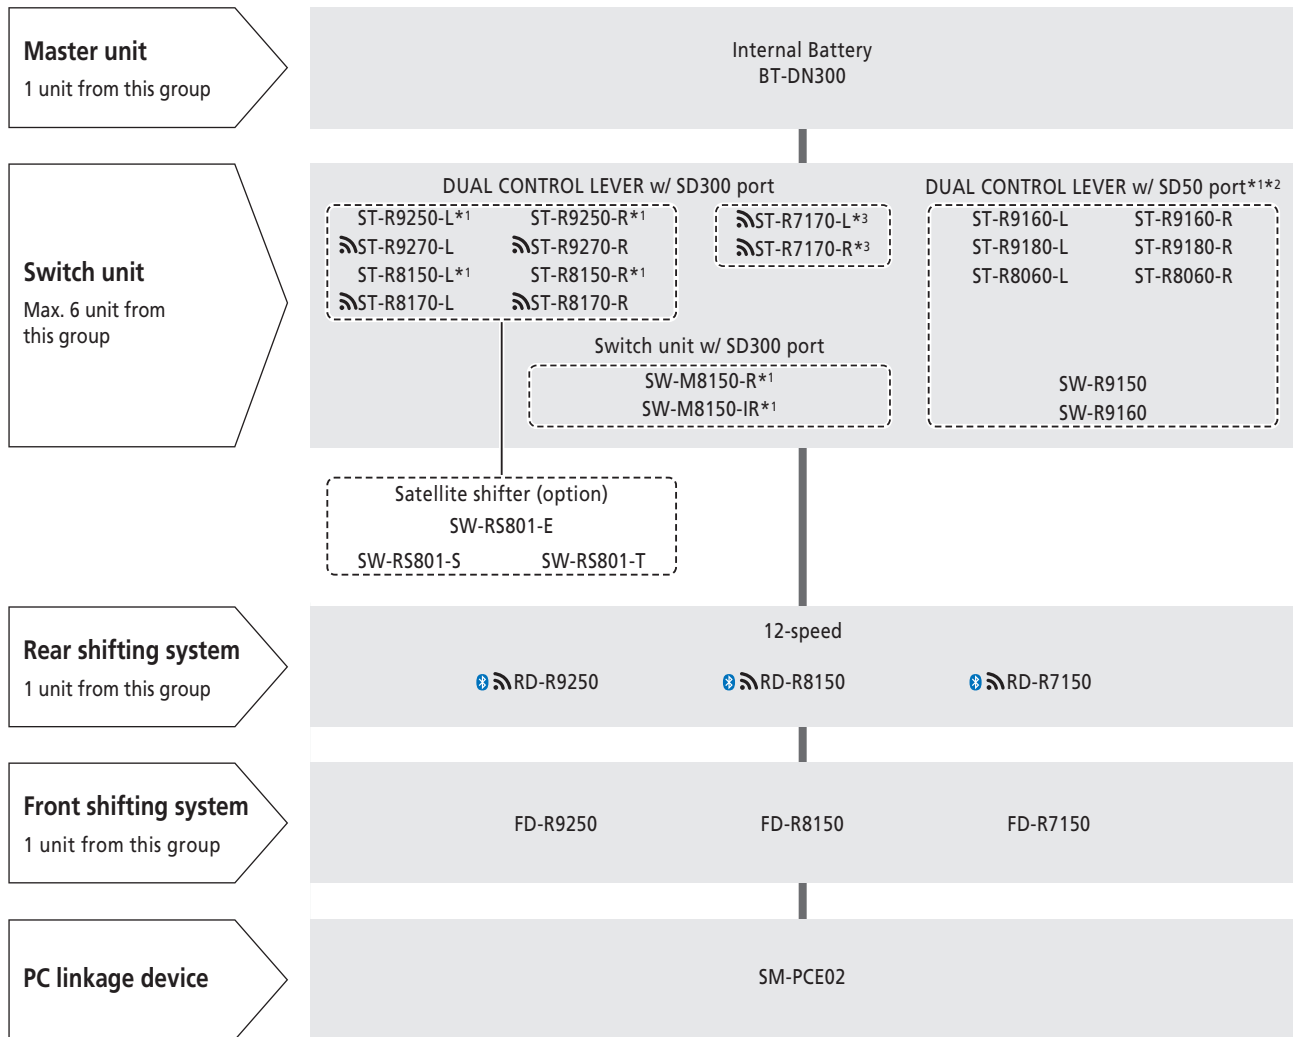 Master unit
1 unit from this group
Internal Battery
BT-DN300
Switch unit
Max. 6 unit from
this group
DUAL CONTROL LEVER w/ SD300 port
ST-R9250-L*1 ST-R9250-R*1
ST-R9270-L ST-R9270-R
ST-R8150-L*1 ST-R8150-R*1
ST-R8170-L ST-R8170-R
ST-R7170-L*3
ST-R7170-R*3
Switch unit w/ SD300 port
SW-M8150-R*1
SW-M8150-IR*1
DUAL CONTROL LEVER w/ SD50 port*1*2
ST-R9160-L ST-R9160-R
ST-R9180-L ST-R9180-R
ST-R8060-L ST-R8060-R
SW-R9150
SW-R9160
Satellite shifter (option)
SW-RS801-E
SW-RS801-S SW-RS801-T
Rear shifting system
1 unit from this group
12-speed
RD-R9250 RD-R8150 RD-R7150
Front shifting system
1 unit from this group
FD-R9250 FD-R8150 FD-R7150
PC linkage device
SM-PCE02